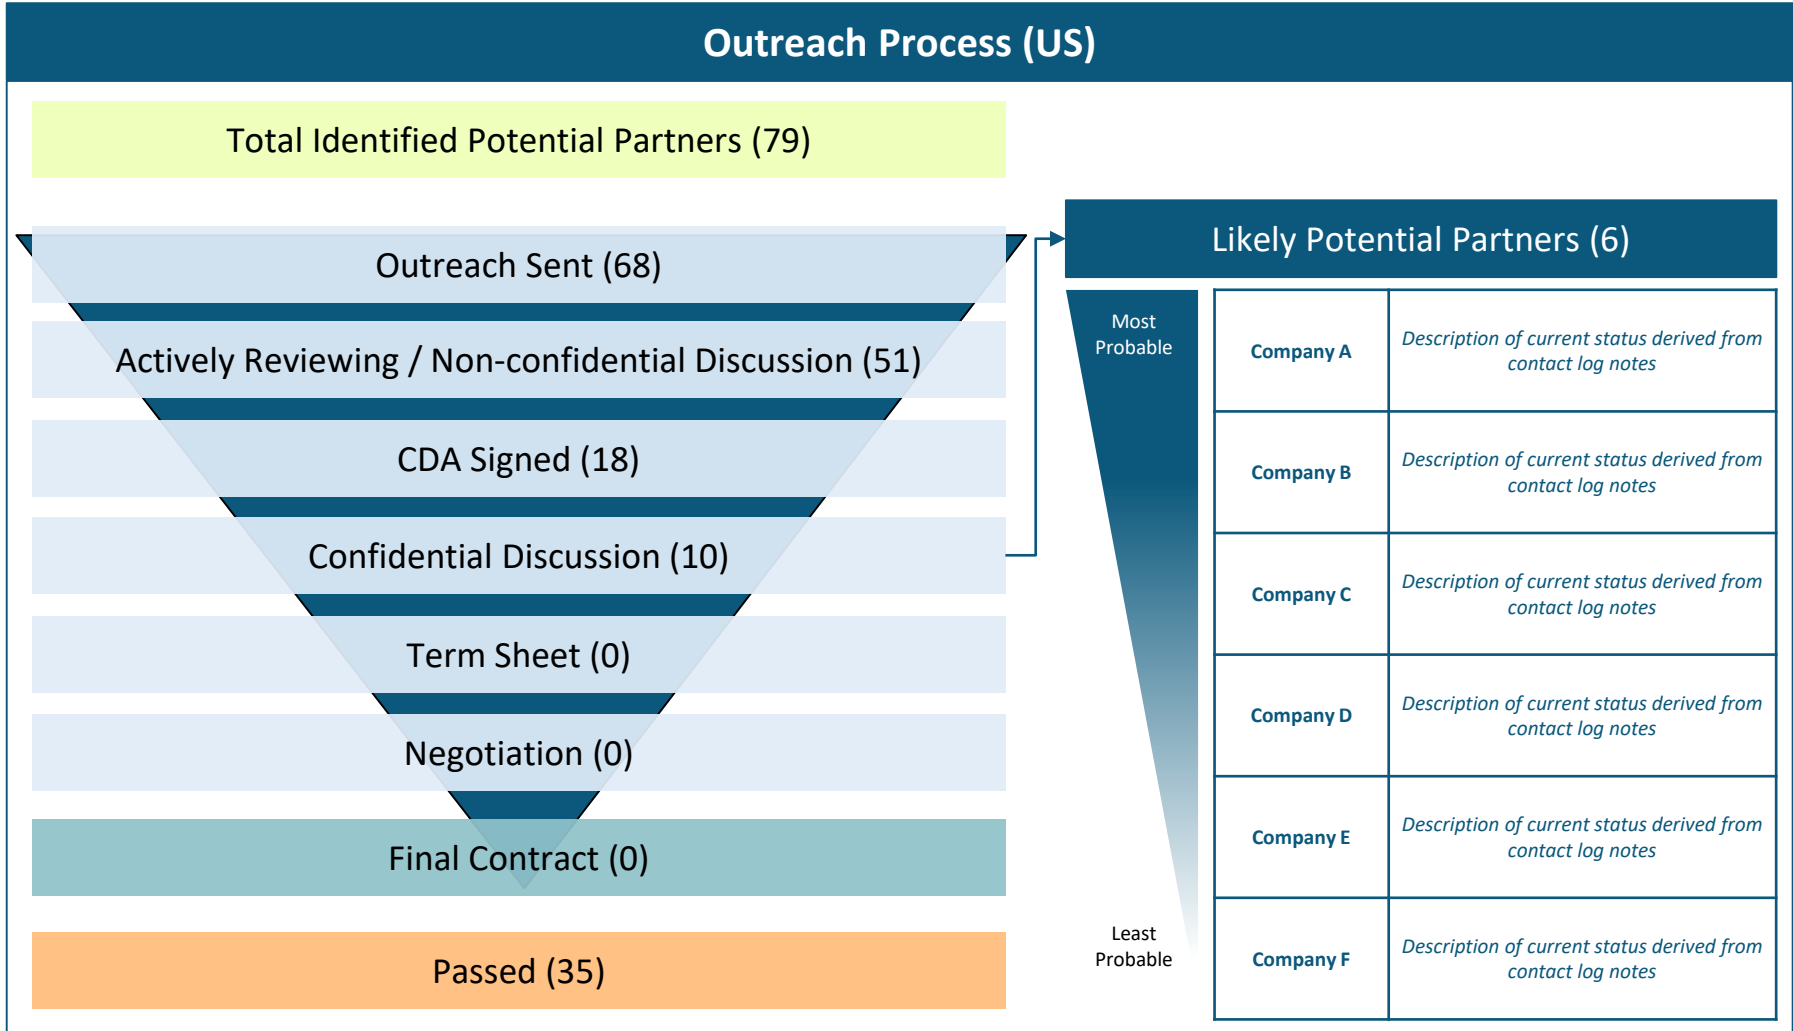 Outreach Process (US)
Total Identified Potential Partners (79)
Outreach Sent (68)
Actively Reviewing / Non-confidential Discussion (51)
CDA Signed (18)
Confidential Discussion (10)
Term Sheet (0)
Negotiation (0)
Final Contract (0)
Passed (35)
Likely Potential Partners (6)
Most
Probable
Least
Probable
Company A
Description of current status derived from
contact log notes
Company B
Description of current status derived from
contact log notes
Company C
Description of current status derived from
contact log notes
Company D
Description of current status derived from
contact log notes
Company E
Description of current status derived from
contact log notes
Company F
Description of current status derived from
contact log notes